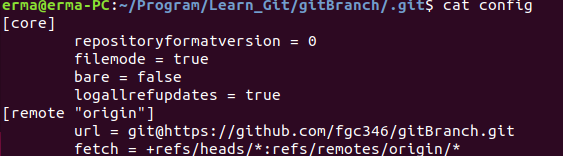 erma@erma-PC:~/Program/Learn_Git/gitBranch/.git$ cat config
[core]
        repositoryformatversion = 0
        filemode = true
        bare = false
        logallrefupdates = true
[remote "origin"]
        url = git@https://github.com/fgc346/gitBranch.git
        fetch = +refs/heads/*:refs/remotes/origin/*